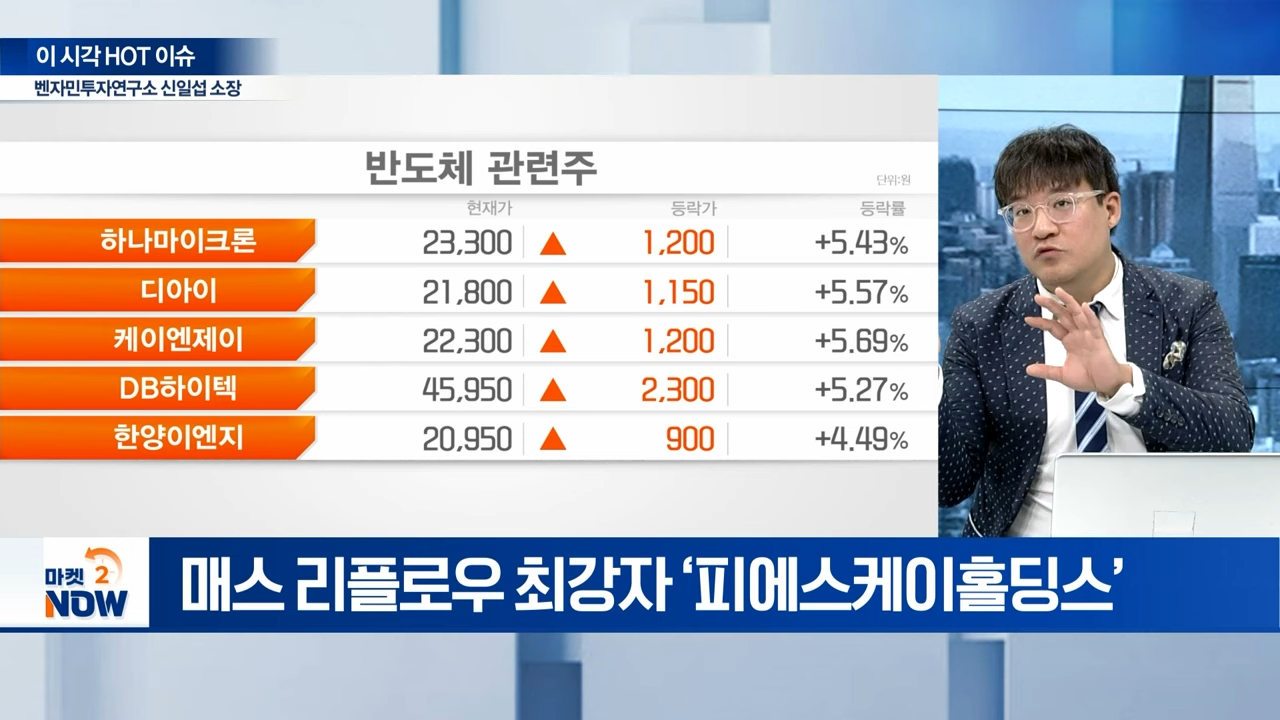 이 시각 HOT 이슈
벤자민투자연구소 신일섭 소장
반도체 관련주
단위:원
현재가 등락가 등락률
하나마이크론 23,300 ▲ 1,200 +5.43%
디아이 21,800 ▲ 1,150 +5.57%
케이엔제이 22,300 ▲ 1,200 +5.69%
DB하이텍 45,950 ▲ 2,300 +5.27%
한양이엔지 20,950 ▲ 900 +4.49%
마켓 2
NOW
매스 리플로우 최강자 ‘피에스케이홀딩스’